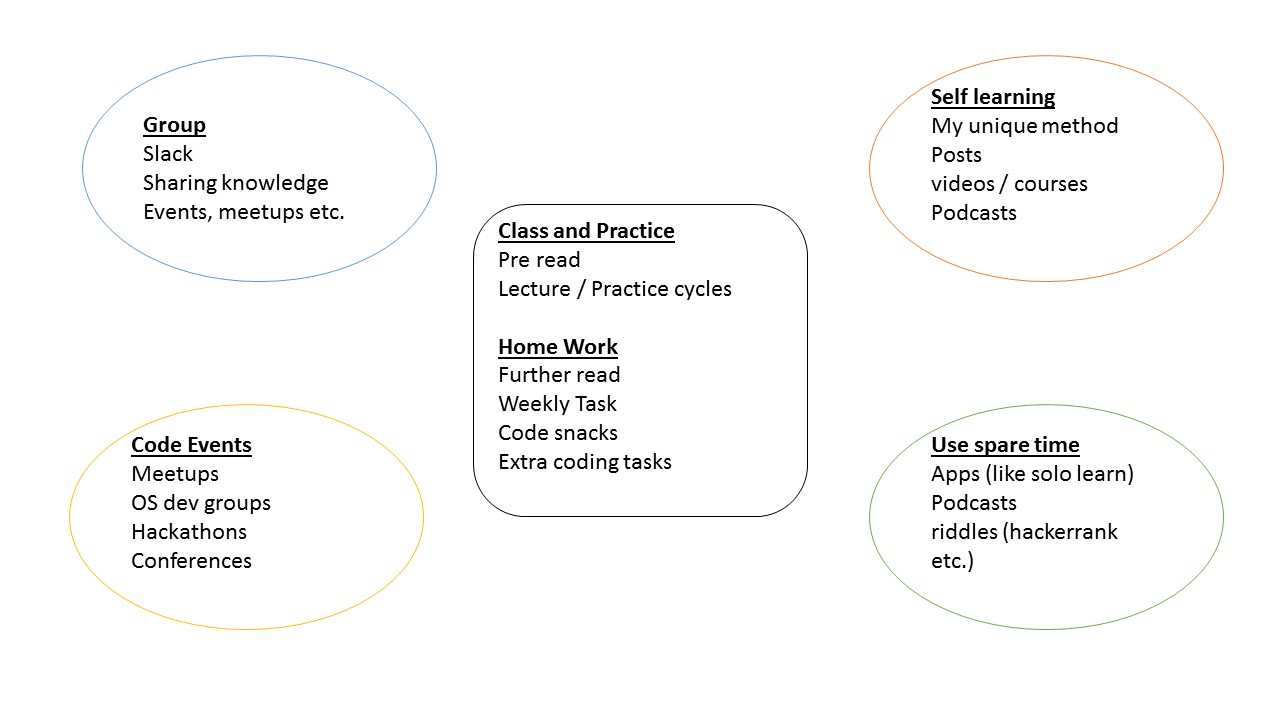 Group
Slack
Sharing knowledge
Events, meetups etc.
Self learning
My unique method
Posts
videos / courses
Podcasts
Class and Practice
Pre read
Lecture / Practice cycles
Home Work
Further read
Weekly Task
Code snacks
Extra coding tasks
Code Events
Meetups
OS dev groups
Hackathons
Conferences
Use spare time
Apps (like solo learn)
Podcasts
riddles (hackerrank
etc.)